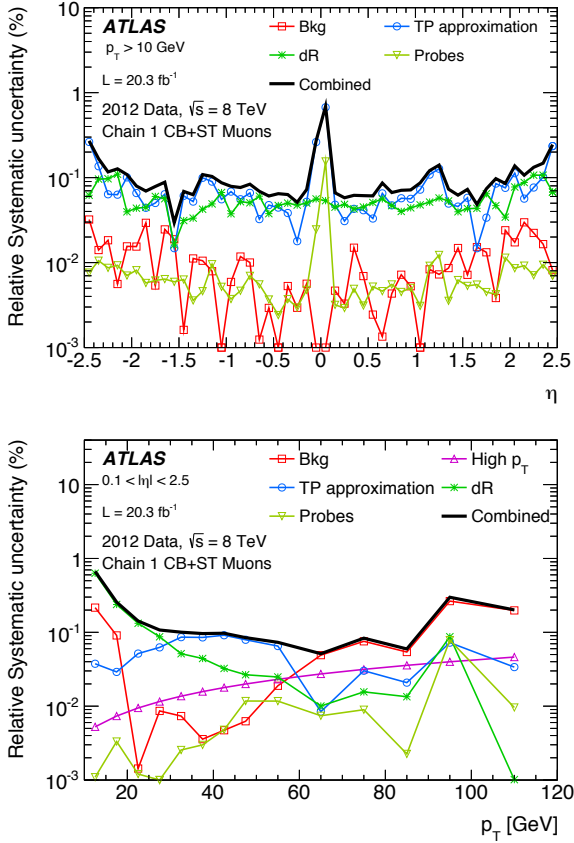 Relative Systematic uncertainty (%)
ATLAS
p_T > 10 GeV
L = 20.3 fb⁻¹
2012 Data, √s = 8 TeV
Chain 1 CB+ST Muons
Bkg TP approximation
dR Probes
Combined
10
1
10⁻¹
10⁻²
10⁻³
-2.5 -2 -1.5 -1 -0.5 0 0.5 1 1.5 2 2.5
η
Relative Systematic uncertainty (%)
ATLAS
0.1 < |η| < 2.5
L = 20.3 fb⁻¹
2012 Data, √s = 8 TeV
Chain 1 CB+ST Muons
Bkg High p_T
TP approximation dR
Probes Combined
10
1
10⁻¹
10⁻²
10⁻³
20 40 60 80 100 120
p_T [GeV]